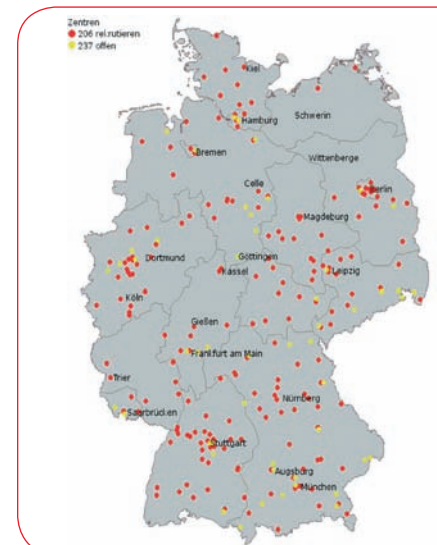 Zentren
206 rel.rutieren
237 offen
Kiel
Hamburg
Schwerin
Bremen
Wittenberge
Celle
Berlin
Magdeburg
Dortmund
Göttingen
Kassel
Leipzig
Köln
Gießen
Frankfurt am Main
Trier
Nürnberg
Saarbrücken
Stuttgart
Augsburg
München